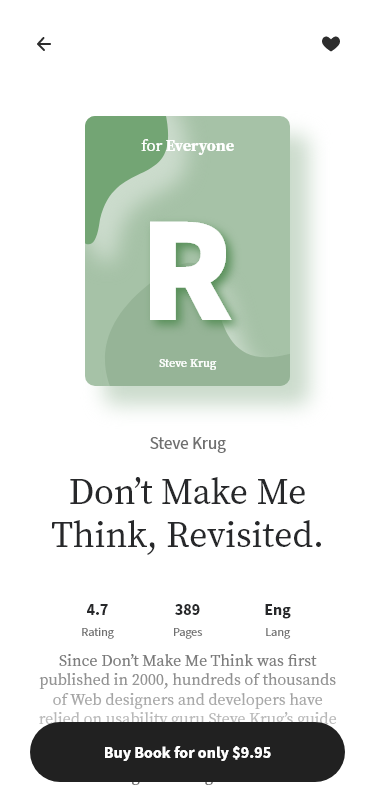 for Everyone
R
Steve Krug
Steve Krug
Don’t Make Me
Think, Revisited.
4.7 389 Eng
Rating Pages Lang
Since Don’t Make Me Think was first
published in 2000, hundreds of thousands
of Web designers and developers have
relied on usability guru Steve Krug’s guide
Buy Book for only $9.95